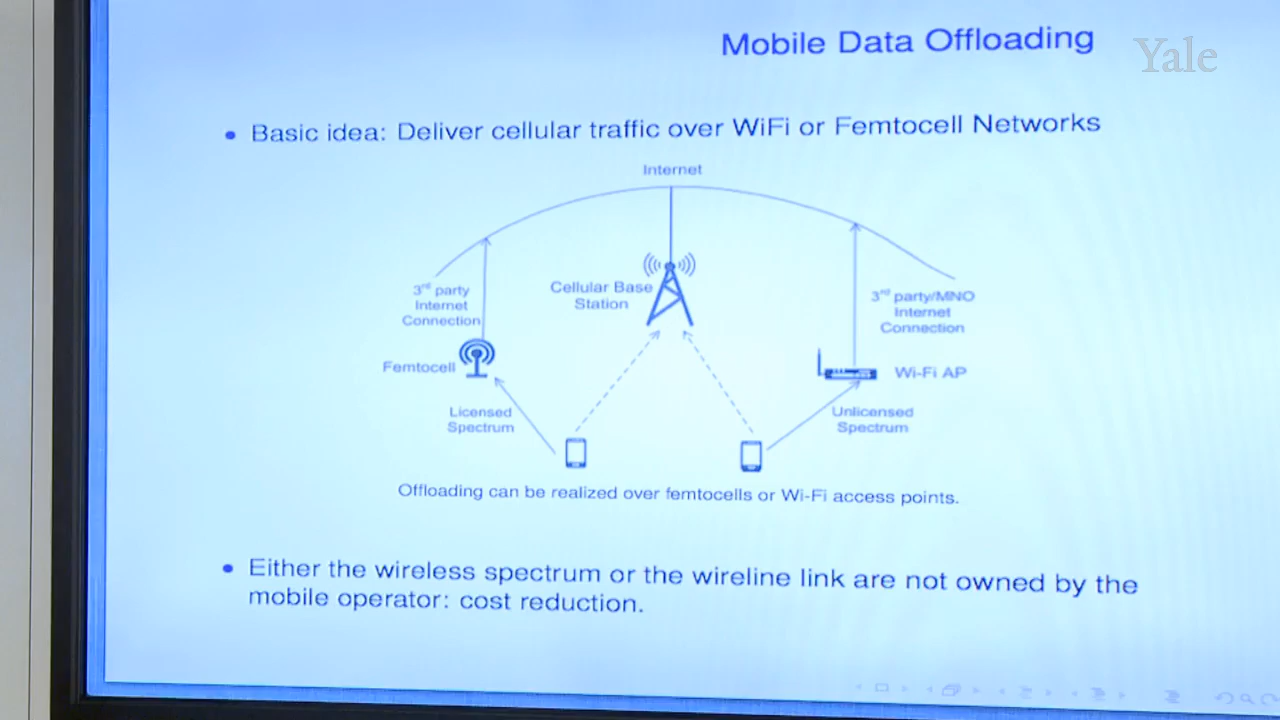 Mobile Data Offloading
Yale
• Basic idea: Deliver cellular traffic over WiFi or Femtocell Networks
Internet
3rd party
Internet
Connection
Cellular Base
Station
3rd party/MNO
Internet
Connection
Femtocell
Wi-Fi AP
Licensed
Spectrum
Unlicensed
Spectrum
Offloading can be realized over femtocells or Wi-Fi access points.
• Either the wireless spectrum or the wireline link are not owned by the
mobile operator: cost reduction.